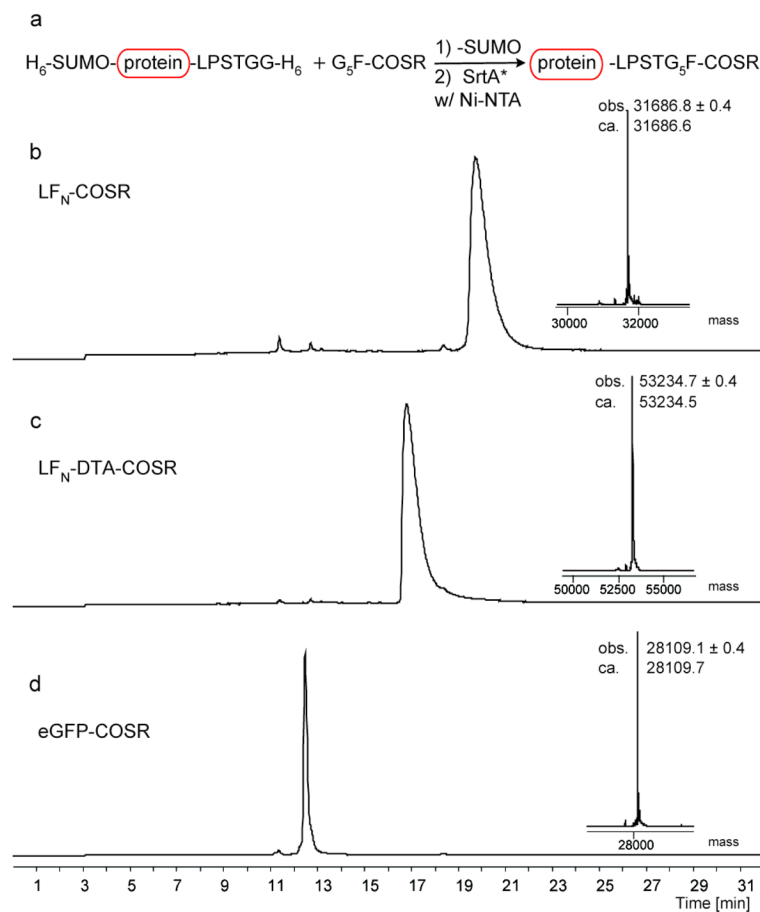 a
H6-SUMO-protein-LPSTGG-H6 + G5F-COSR
1) -SUMO
2) SrtA*
w/ Ni-NTA
protein -LPSTG5F-COSR
b
LFN-COSR
obs. 31686.8 ± 0.4
ca. 31686.6
30000 32000 mass
c
LFN-DTA-COSR
obs. 53234.7 ± 0.4
ca. 53234.5
50000 52500 55000 mass
d
eGFP-COSR
obs. 28109.1 ± 0.4
ca. 28109.7
28000 mass
1 3 5 7 9 11 13 15 17 19 21 23 25 27 29 31
Time [min]